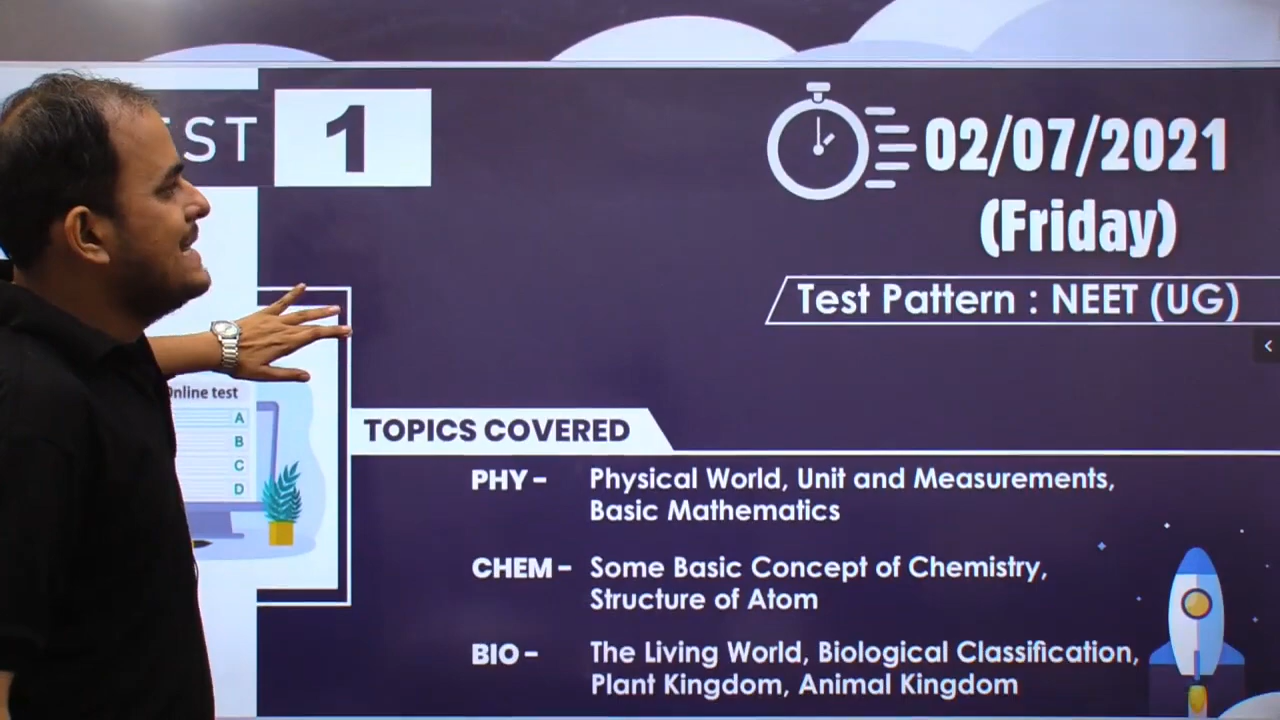 EST 1
02/07/2021
(Friday)
Test Pattern : NEET (UG)
nline test
A
B
C
D
TOPICS COVERED
PHY - Physical World, Unit and Measurements,
Basic Mathematics
CHEM - Some Basic Concept of Chemistry,
Structure of Atom
BIO - The Living World, Biological Classification,
Plant Kingdom, Animal Kingdom